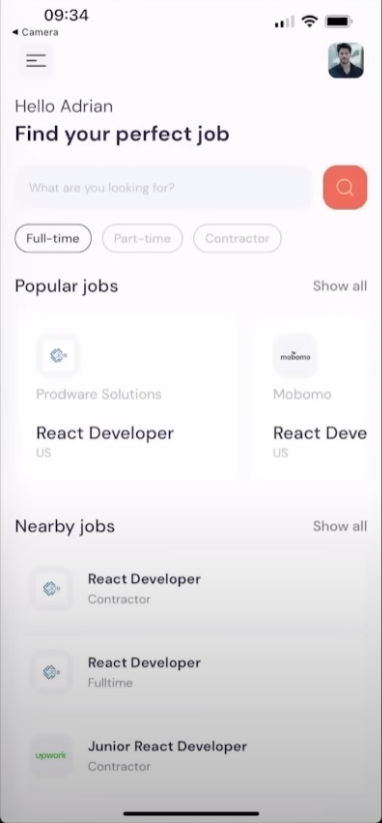 09:34
◀ Camera
Hello Adrian
Find your perfect job
What are you looking for?
Full-time
Part-time
Contractor
Popular jobs
Show all
Prodware Solutions
React Developer
US
mobomo
Mobomo
React Deve
US
Nearby jobs
Show all
React Developer
Contractor
React Developer
Fulltime
upwork
Junior React Developer
Contractor